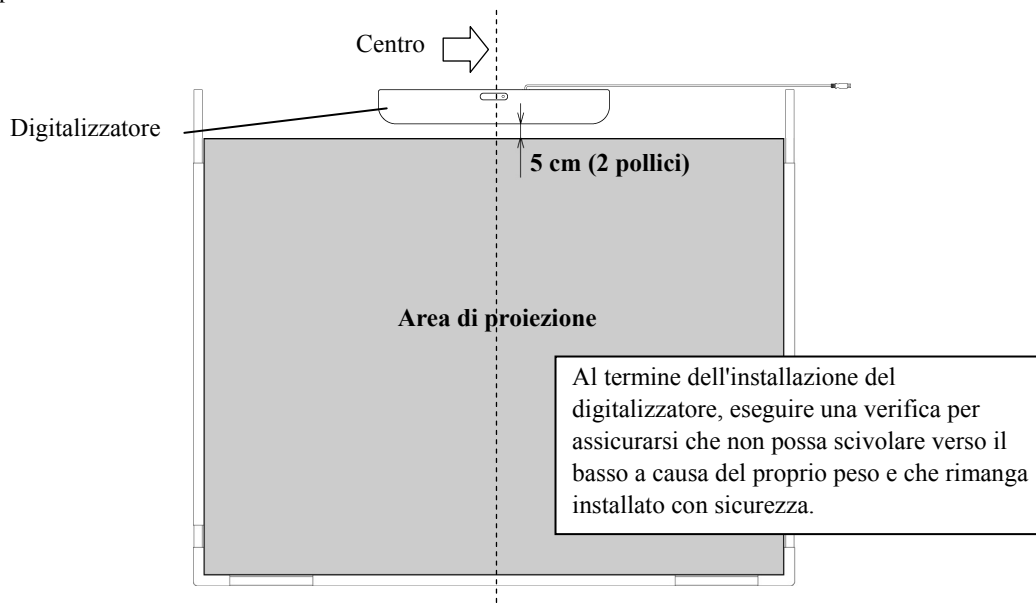 Centro
Digitalizzatore
5 cm (2 pollici)
Area di proiezione
Al termine dell'installazione del
digitalizzatore, eseguire una verifica per
assicurarsi che non possa scivolare verso il
basso a causa del proprio peso e che rimanga
installato con sicurezza.